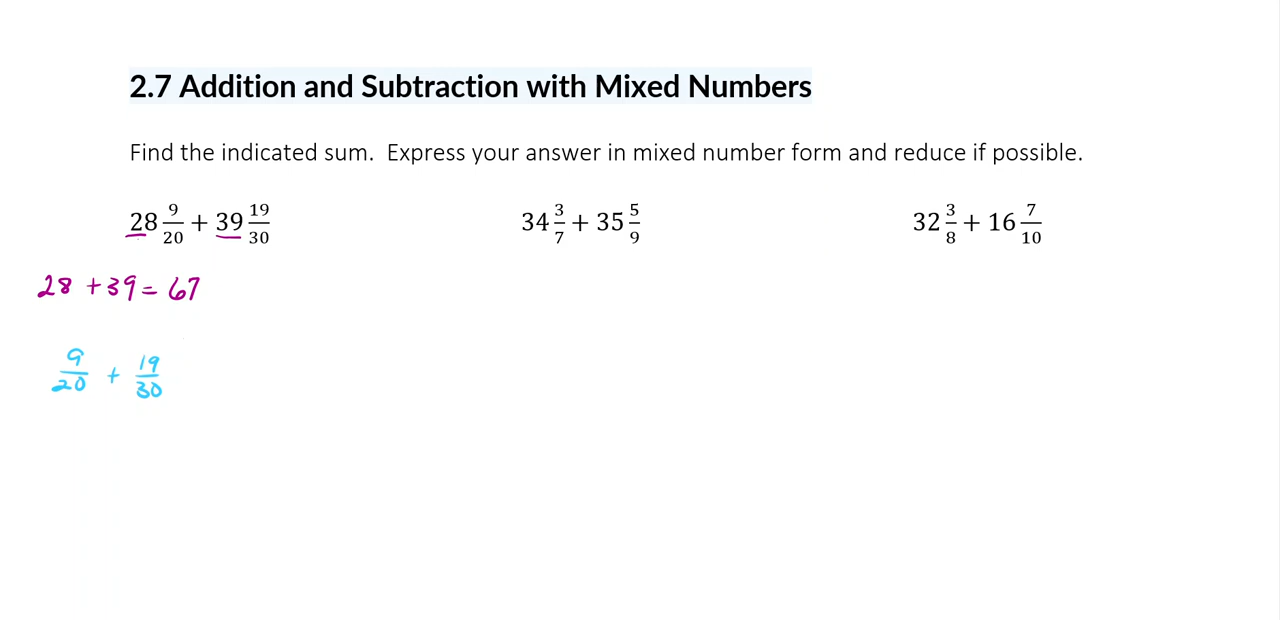 2.7 Addition and Subtraction with Mixed Numbers
Find the indicated sum. Express your answer in mixed number form and reduce if possible.
28 9/20 + 39 19/30    34 3/7 + 35 5/9    32 3/8 + 16 7/10
28 + 39 = 67
9/20 + 19/30